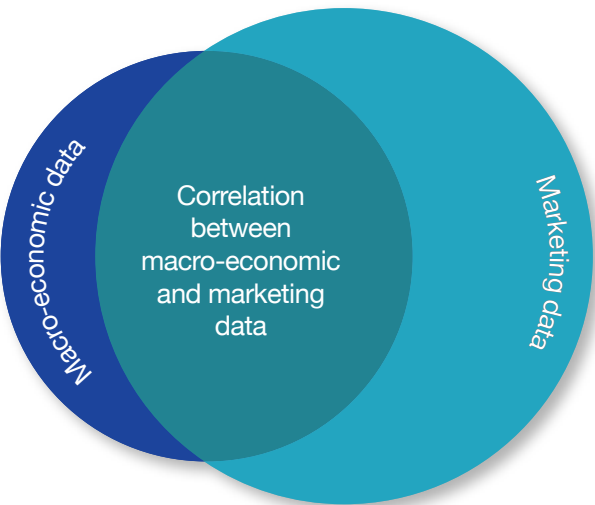 Macro-economic data
Correlation
between
macro-economic
and marketing
data
Marketing data